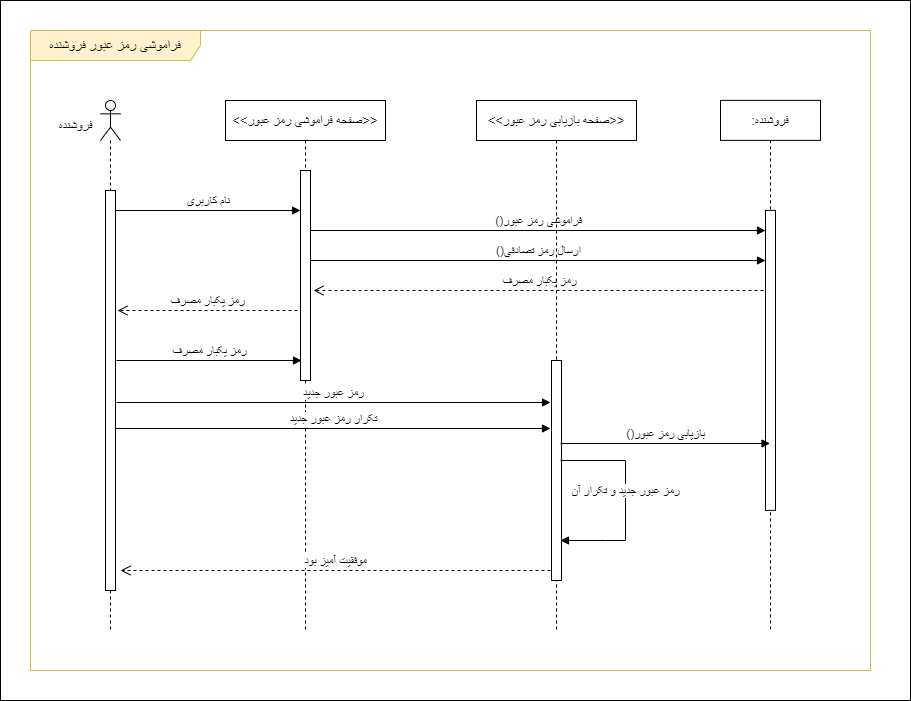 فراموشی رمز عبور فروشنده
فروشنده
<<صفحه فراموشی رمز عبور>>
<<صفحه بازیابی رمز عبور>>
فروشنده:
نام کاربری
فراموشی رمز عبور()
ارسال رمز تصادفی()
رمز یکبار مصرف
رمز یکبار مصرف
رمز یکبار مصرف
رمز عبور جدید
تکرار رمز عبور جدید
بازیابی رمز عبور()
رمز عبور جدید و تکرار آن
موفقیت آمیز بود